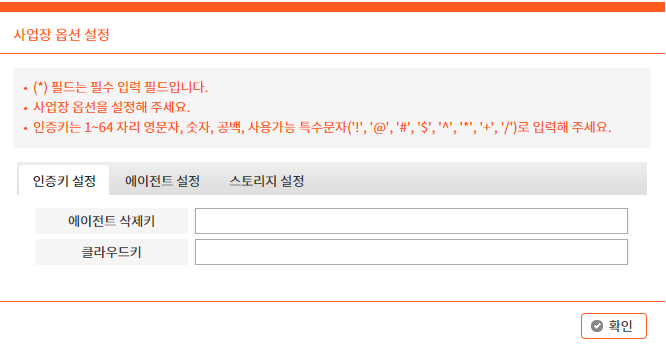 사업장 옵션 설정
• (*) 필드는 필수 입력 필드입니다.
• 사업장 옵션을 설정해 주세요.
• 인증키는 1~64 자리 영문자, 숫자, 공백, 사용가능 특수문자('!', '@', '#', '$', '^', '*', '+', '/')로 입력해 주세요.
인증키 설정 에이전트 설정 스토리지 설정
에이전트 삭제키
클라우드키
확인